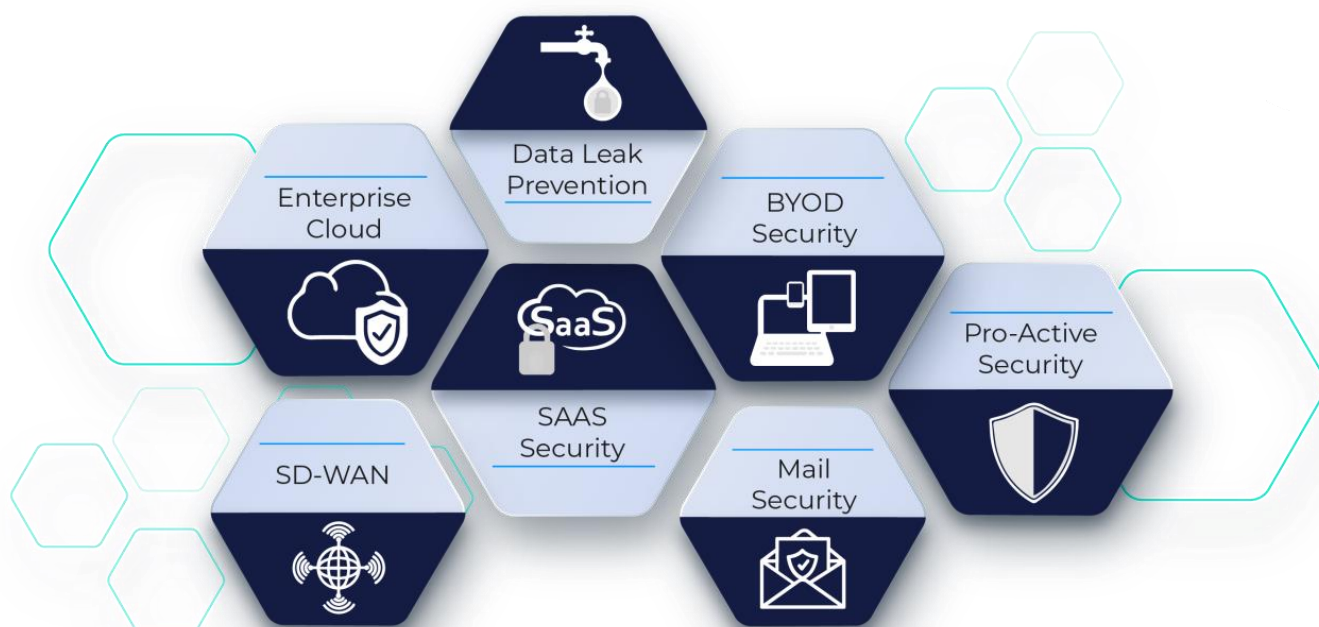 Data Leak
Prevention
Enterprise
Cloud
BYOD
Security
SaaS
SAAS
Security
Pro-Active
Security
SD-WAN
Mail
Security